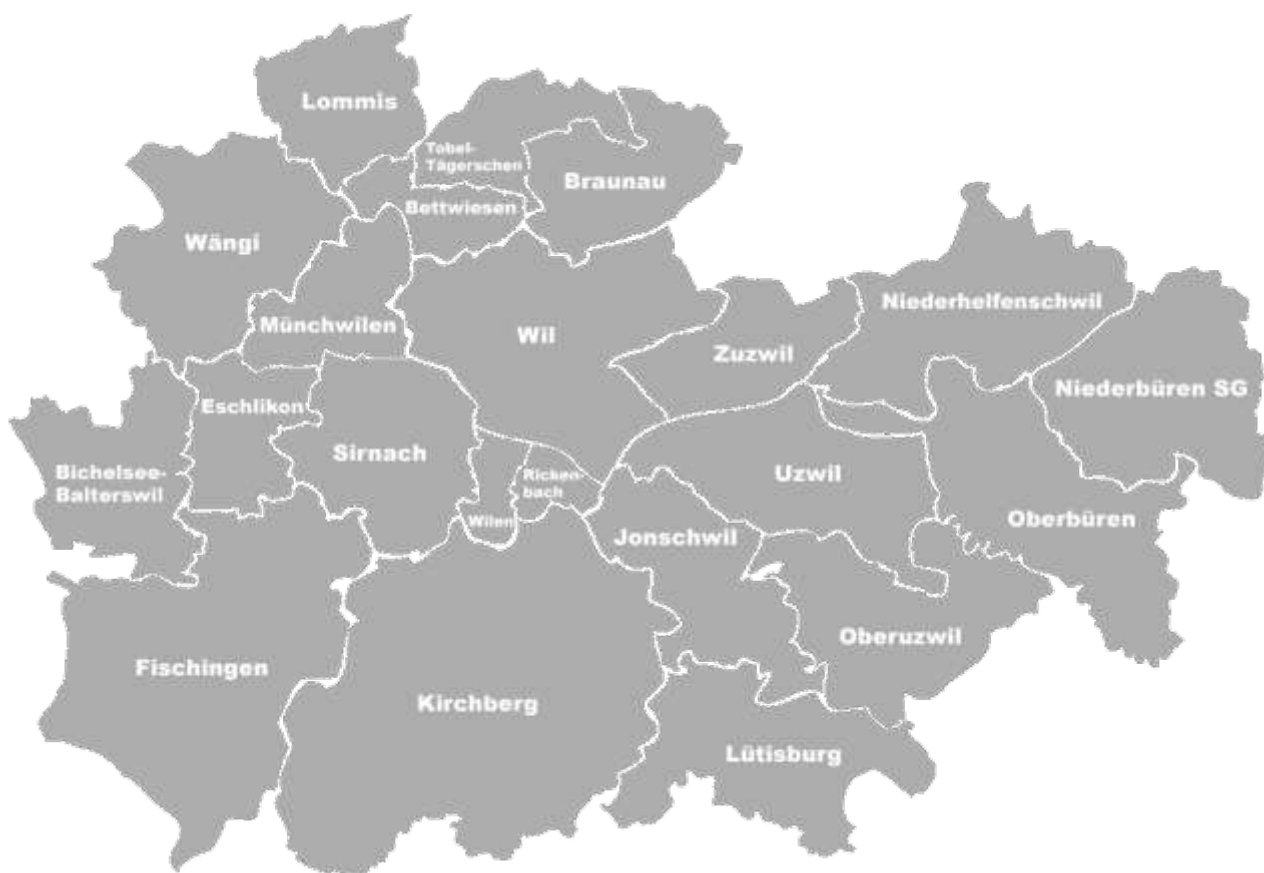 Lommis
Tobel-
Tägerschen
Braunau
Bettwiesen
Wängi
Münchwilen
Wil
Niederhelfenschwil
Zuzwil
Niederbüren SG
Eschlikon
Sirnach
Bichelsee-
Balterswil
Uzwil
Ricken-
bach
Wilen
Oberbüren
Jonschwil
Oberuzwil
Fischingen
Kirchberg
Lütisburg